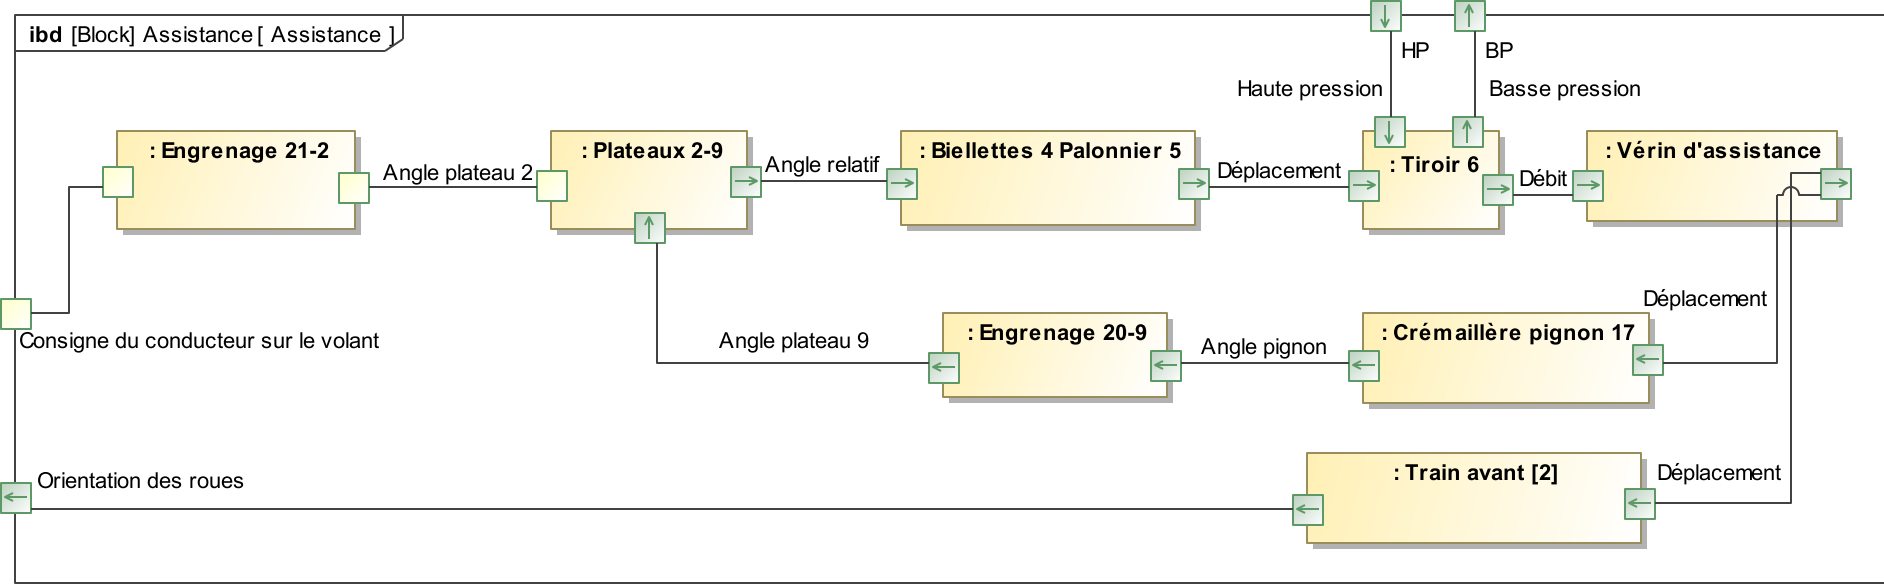 ibd [Block] Assistance [ Assistance ]
HP
BP
Haute pression
Basse pression
: Engrenage 21-2
Angle plateau 2
: Plateaux 2-9
Angle relatif
: Biellettes 4 Palonnier 5
Déplacement
: Tiroir 6
Débit
: Vérin d'assistance
Consigne du conducteur sur le volant
Angle plateau 9
: Engrenage 20-9
Angle pignon
: Crémaillère pignon 17
Déplacement
Orientation des roues
: Train avant [2]
Déplacement